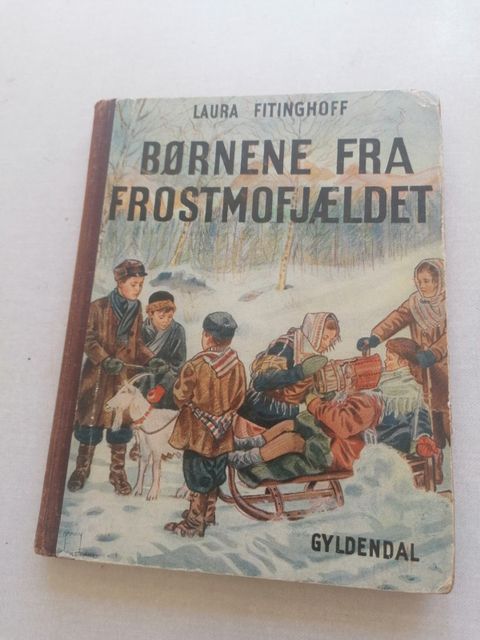 LAURA FITINGHOFF
BØRNENE FRA
FROSTMOFJÆLDET
GYLDENDAL